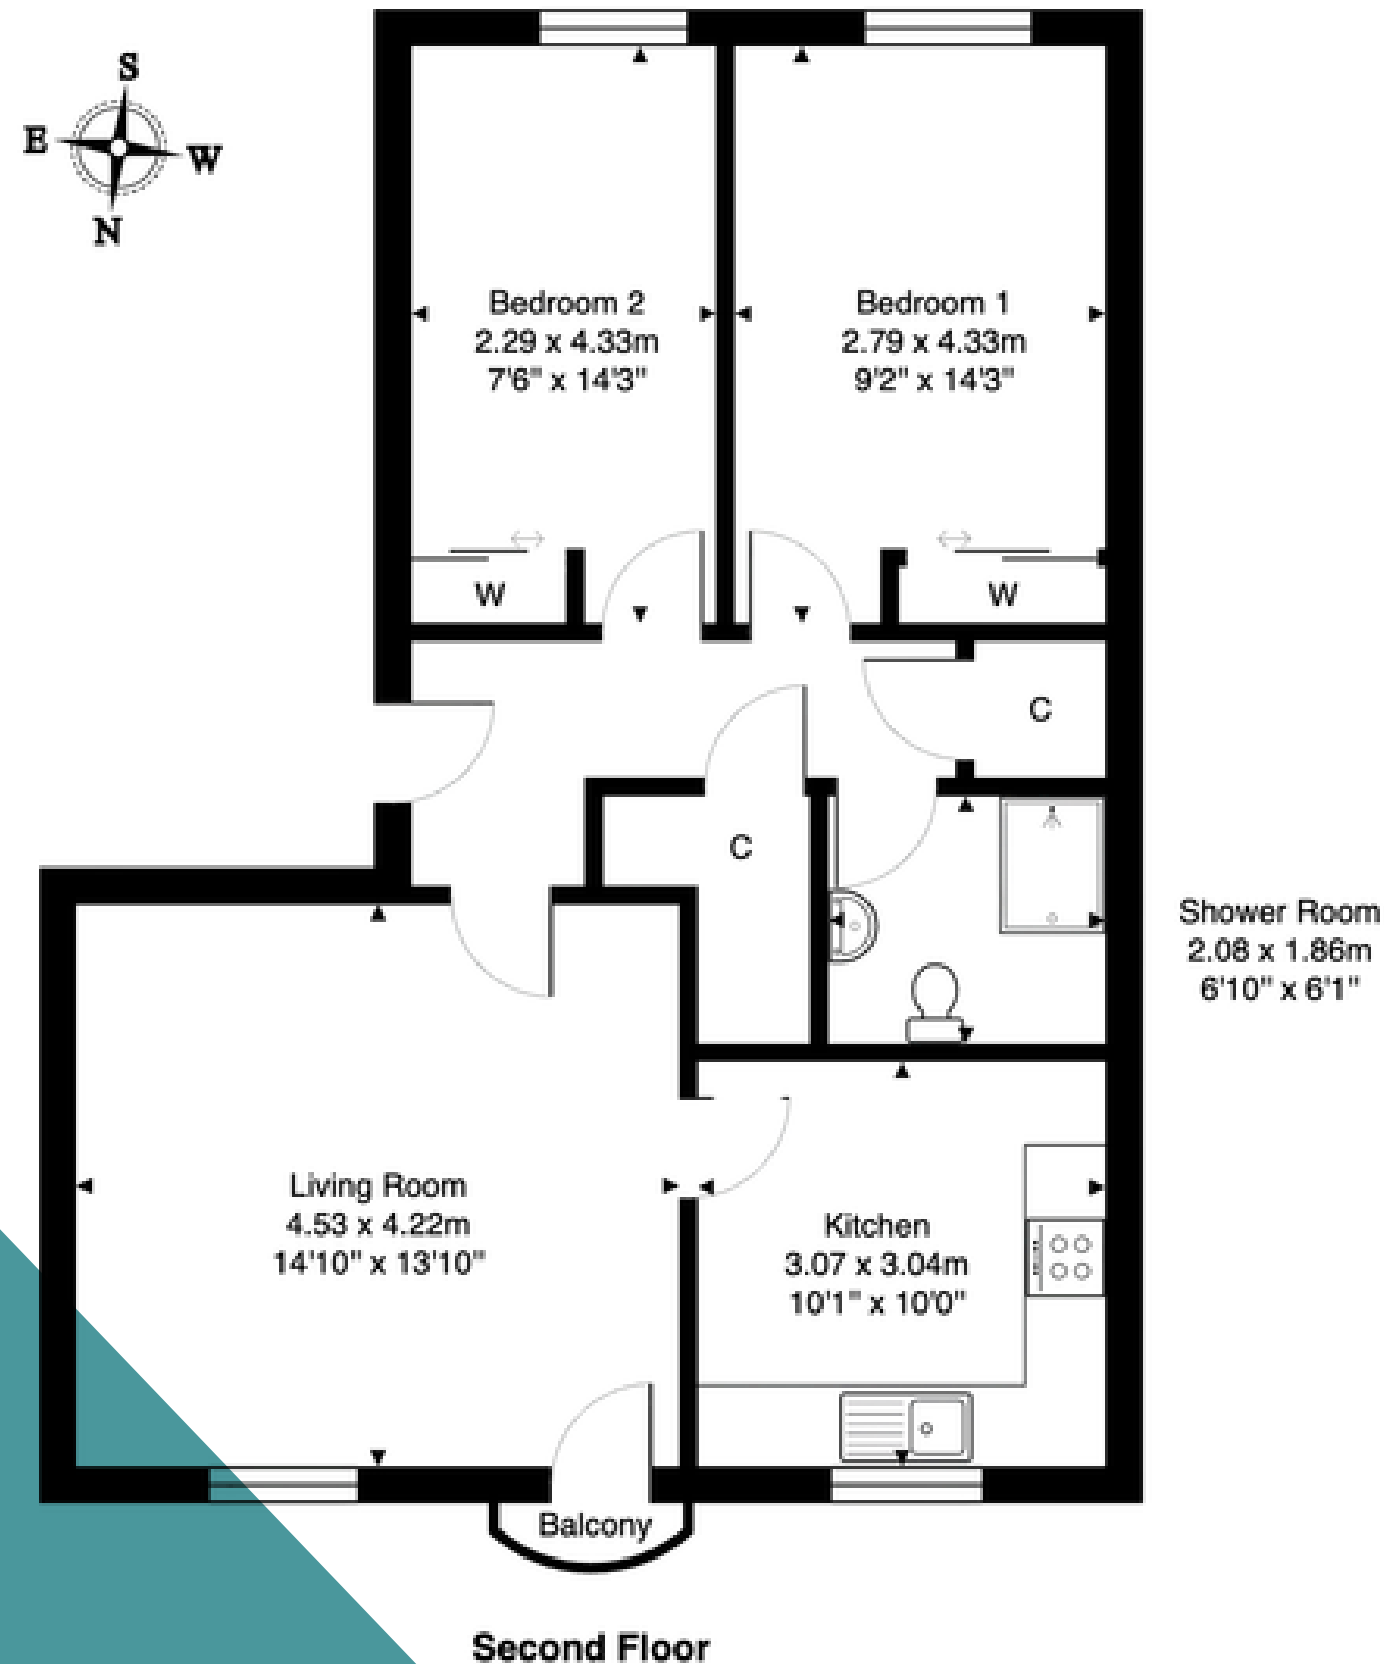 S
E
W
N
Bedroom 2
2.29 x 4.33m
7'6" x 14'3"
Bedroom 1
2.79 x 4.33m
9'2" x 14'3"
W
W
C
C
Shower Room
2.08 x 1.86m
6'10" x 6'1"
Living Room
4.53 x 4.22m
14'10" x 13'10"
Kitchen
3.07 x 3.04m
10'1" x 10'0"
Balcony
Second Floor